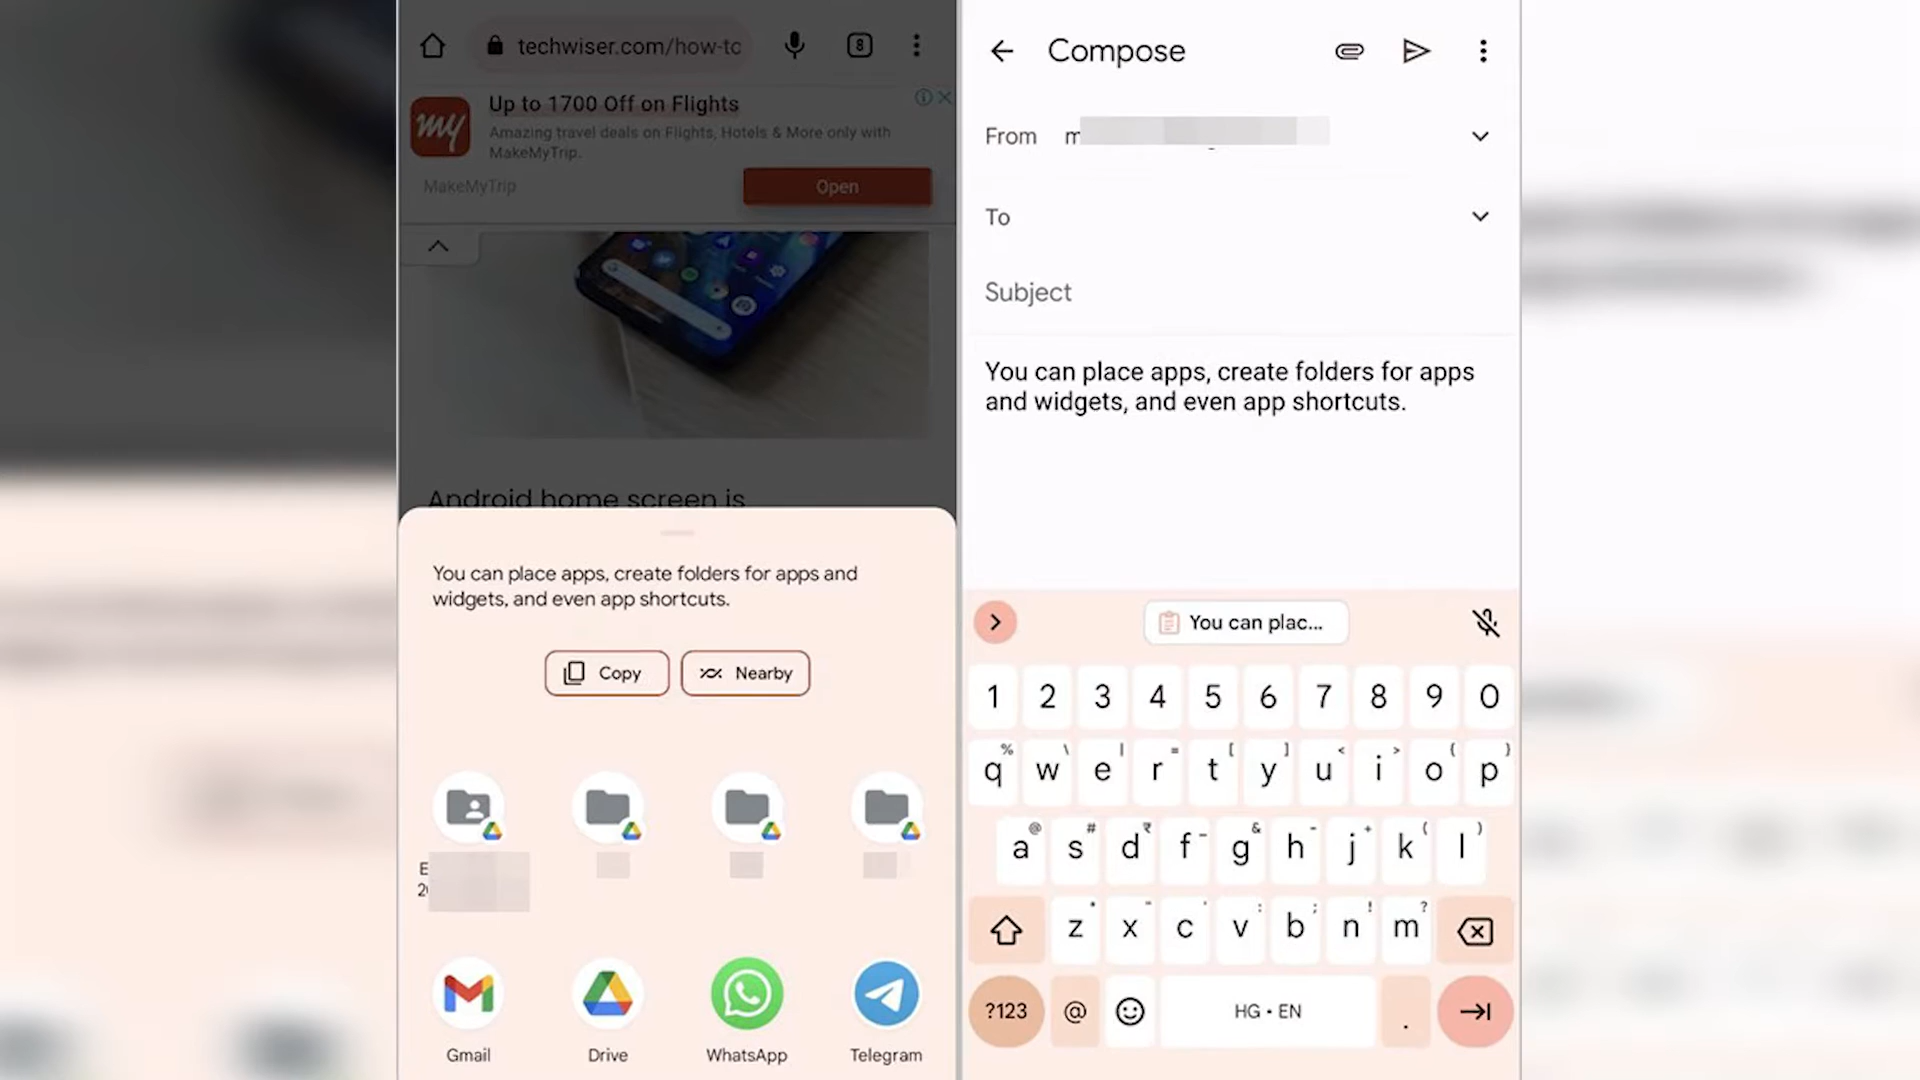 techwiser.com/how-to
8
Up to 1700 Off on Flights
Amazing travel deals on Flights, Hotels & More only with
MakeMyTrip.
my
MakeMyTrip
Open
Android home screen is
You can place apps, create folders for apps and
widgets, and even app shortcuts.
Copy
Nearby
E
Gmail
Drive
WhatsApp
Telegram
Compose
From m
To
Subject
You can place apps, create folders for apps
and widgets, and even app shortcuts.
You can plac...
1 2 3 4 5 6 7 8 9 0
% \ | = [ ] < > { }
q w e r t y u i o p
@ # ₹ - & - + ( )
a s d f g h j k l
* " ' : ; ! ?
z x c v b n m
?123 @ HG • EN .